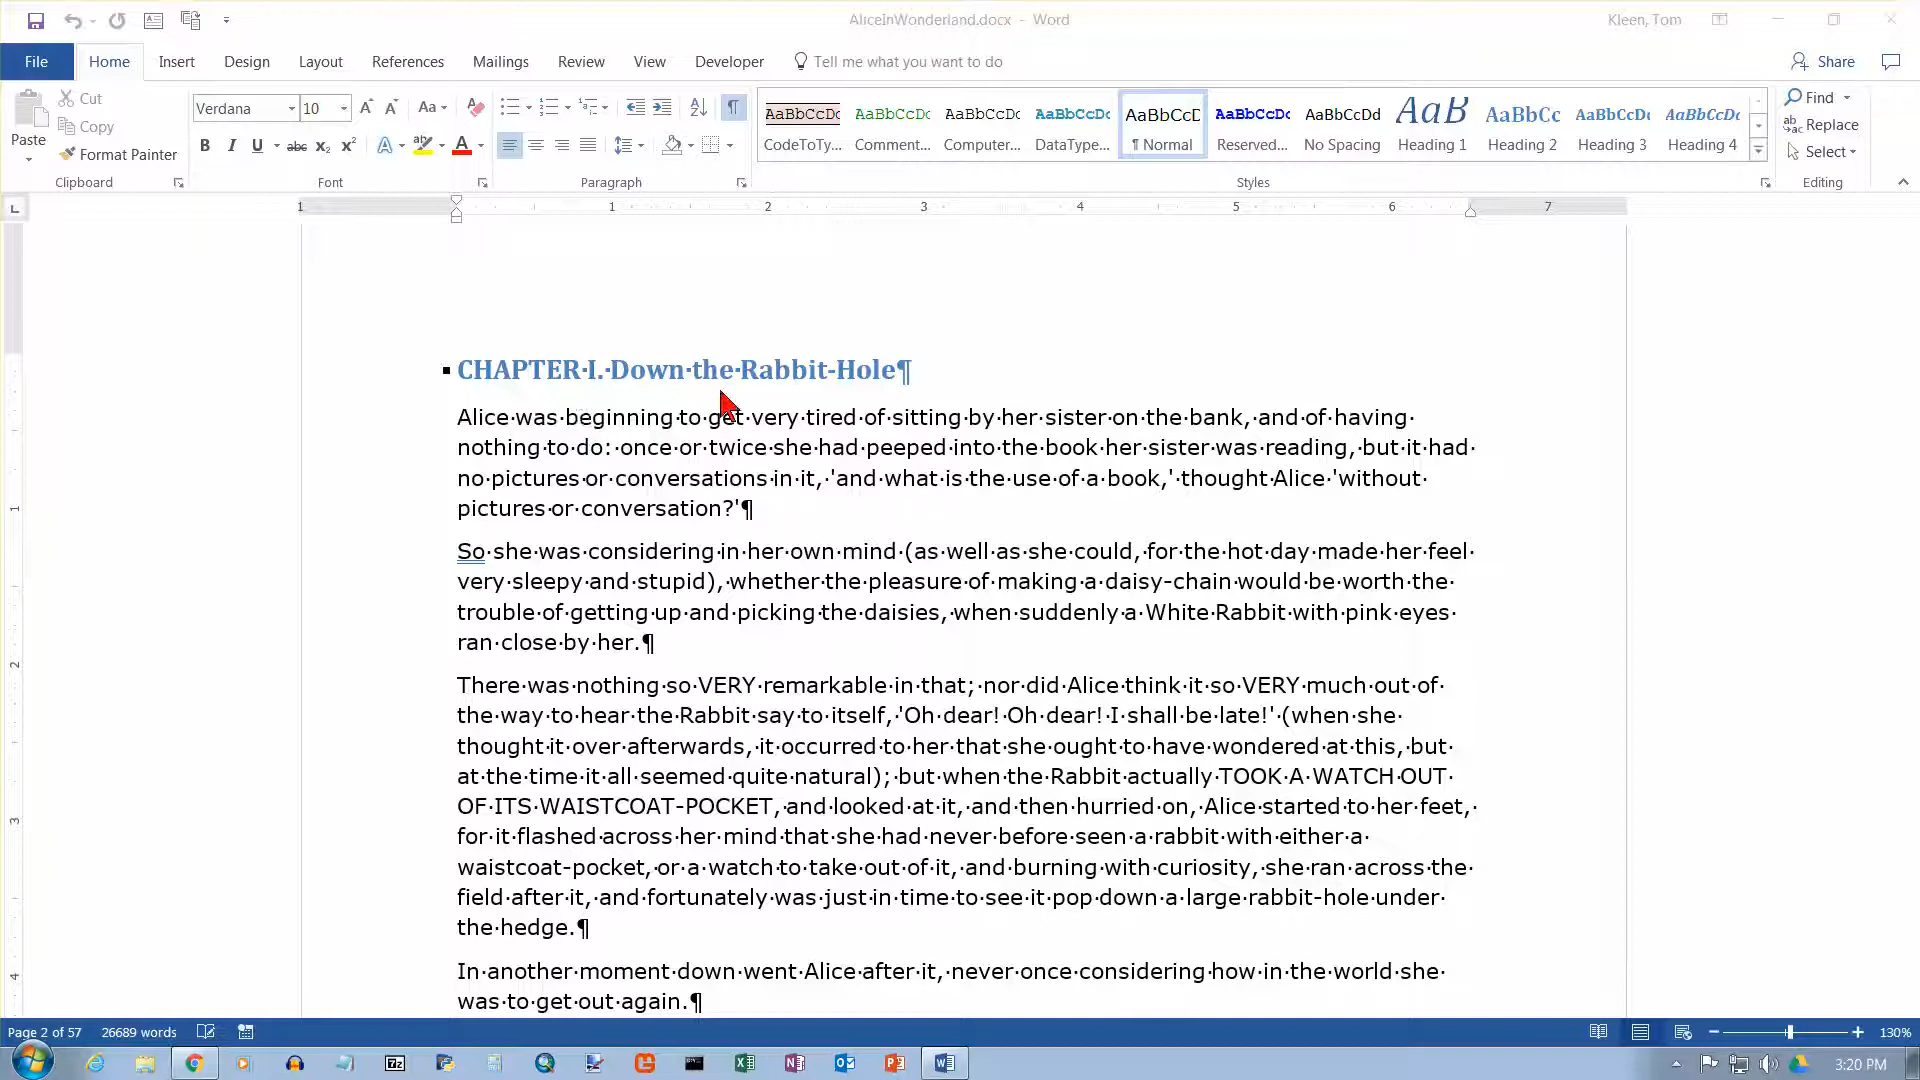 AliceInWonderland.docx - Word
Kleen, Tom
File Home Insert Design Layout References Mailings Review View Developer Tell me what you want to do Share
Paste
Cut
Copy
Format Painter
Clipboard
Verdana 10
Font
Paragraph
AaBbCcDc AaBbCcDc AaBbCcDc AaBbCcDc AaBbCcD AaBbCcDc AaBbCcDd AaB AaBbCc AaBbCcDc AaBbCcDc
CodeToTy... Comment... Computer... DataType... ¶ Normal Reserved... No Spacing Heading 1 Heading 2 Heading 3 Heading 4
Styles
Find
Replace
Select
Editing
1 1 2 3 4 5 6 7
CHAPTER·I.·Down·the·Rabbit-Hole¶
Alice·was·beginning·to·get·very·tired·of·sitting·by·her·sister·on·the·bank,·and·of·having·
nothing·to·do:·once·or·twice·she·had·peeped·into·the·book·her·sister·was·reading,·but·it·had·
no·pictures·or·conversations·in·it,·'and·what·is·the·use·of·a·book,'·thought·Alice·'without·
pictures·or·conversation?'¶
So·she·was·considering·in·her·own·mind·(as·well·as·she·could,·for·the·hot·day·made·her·feel·
very·sleepy·and·stupid),·whether·the·pleasure·of·making·a·daisy-chain·would·be·worth·the·
trouble·of·getting·up·and·picking·the·daisies,·when·suddenly·a·White·Rabbit·with·pink·eyes·
ran·close·by·her.¶
There·was·nothing·so·VERY·remarkable·in·that;·nor·did·Alice·think·it·so·VERY·much·out·of·
the·way·to·hear·the·Rabbit·say·to·itself,·'Oh·dear!·Oh·dear!·I·shall·be·late!'·(when·she·
thought·it·over·afterwards,·it·occurred·to·her·that·she·ought·to·have·wondered·at·this,·but·
at·the·time·it·all·seemed·quite·natural);·but·when·the·Rabbit·actually·TOOK·A·WATCH·OUT·
OF·ITS·WAISTCOAT-POCKET,·and·looked·at·it,·and·then·hurried·on,·Alice·started·to·her·feet,·
for·it·flashed·across·her·mind·that·she·had·never·before·seen·a·rabbit·with·either·a·
waistcoat-pocket,·or·a·watch·to·take·out·of·it,·and·burning·with·curiosity,·she·ran·across·the·
field·after·it,·and·fortunately·was·just·in·time·to·see·it·pop·down·a·large·rabbit-hole·under·
the·hedge.¶
In·another·moment·down·went·Alice·after·it,·never·once·considering·how·in·the·world·she·
was·to·get·out·again.¶
1
2
3
4
Page 2 of 57 26689 words 130%
3:20 PM